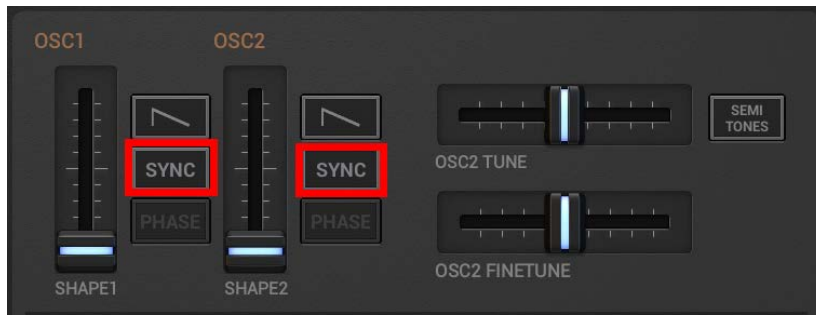 OSC1
OSC2
SYNC
SYNC
SEMI
TONES
OSC2 TUNE
PHASE
PHASE
OSC2 FINETUNE
SHAPE1
SHAPE2